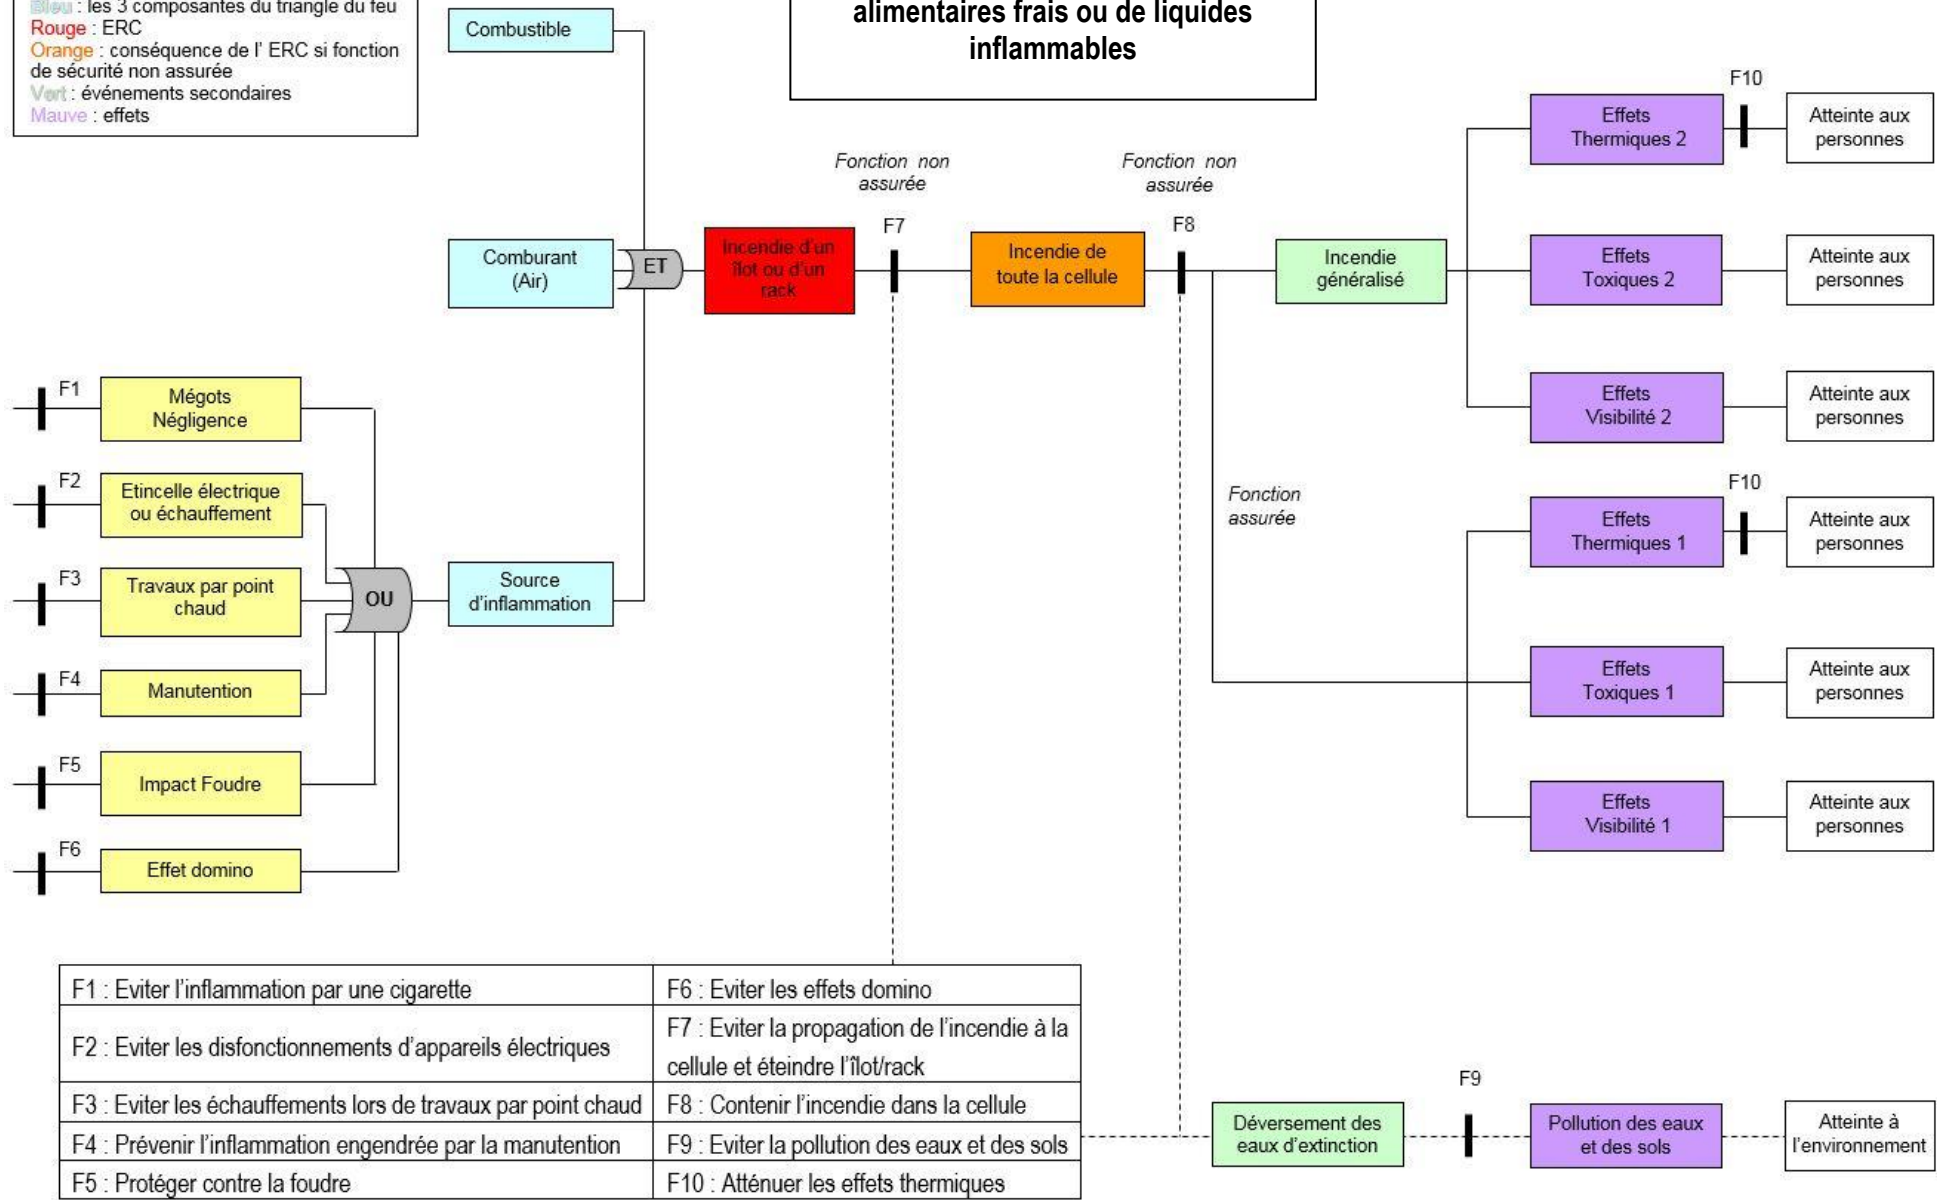 Bleu : les 3 composantes du triangle du feu
Rouge : ERC
Orange : conséquence de l' ERC si fonction
de sécurité non assurée
Vert : événements secondaires
Mauve : effets
alimentaires frais ou de liquides
inflammables
Combustible
Comburant
(Air)
ET
Source
d'inflammation
F1
Mégots
Négligence
F2
Etincelle électrique
ou échauffement
F3
Travaux par point
chaud
F4
Manutention
F5
Impact Foudre
F6
Effet domino
OU
Incendie d'un
îlot ou d'un
rack
Fonction non
assurée
F7
Incendie de
toute la cellule
Fonction non
assurée
F8
Incendie
généralisé
Fonction
assurée
Effets
Thermiques 2
F10
Atteinte aux
personnes
Effets
Toxiques 2
Atteinte aux
personnes
Effets
Visibilité 2
Atteinte aux
personnes
Effets
Thermiques 1
F10
Atteinte aux
personnes
Effets
Toxiques 1
Atteinte aux
personnes
Effets
Visibilité 1
Atteinte aux
personnes
F1 : Eviter l'inflammation par une cigarette
F6 : Eviter les effets domino
F2 : Eviter les disfonctionnements d'appareils électriques
F7 : Eviter la propagation de l'incendie à la
cellule et éteindre l'îlot/rack
F3 : Eviter les échauffements lors de travaux par point chaud
F8 : Contenir l'incendie dans la cellule
F4 : Prévenir l'inflammation engendrée par la manutention
F9 : Eviter la pollution des eaux et des sols
F5 : Protéger contre la foudre
F10 : Atténuer les effets thermiques
Déversement des
eaux d'extinction
F9
Pollution des eaux
et des sols
Atteinte à
l'environnement